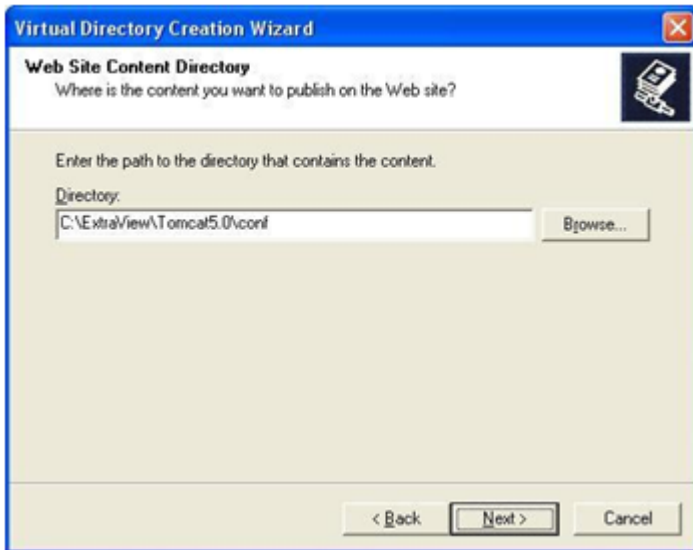 Virtual Directory Creation Wizard
Web Site Content Directory
Where is the content you want to publish on the Web site?
Enter the path to the directory that contains the content.
Directory:
C:\ExtraView\Tomcat5.0\conf
Browse...
< Back
Next >
Cancel